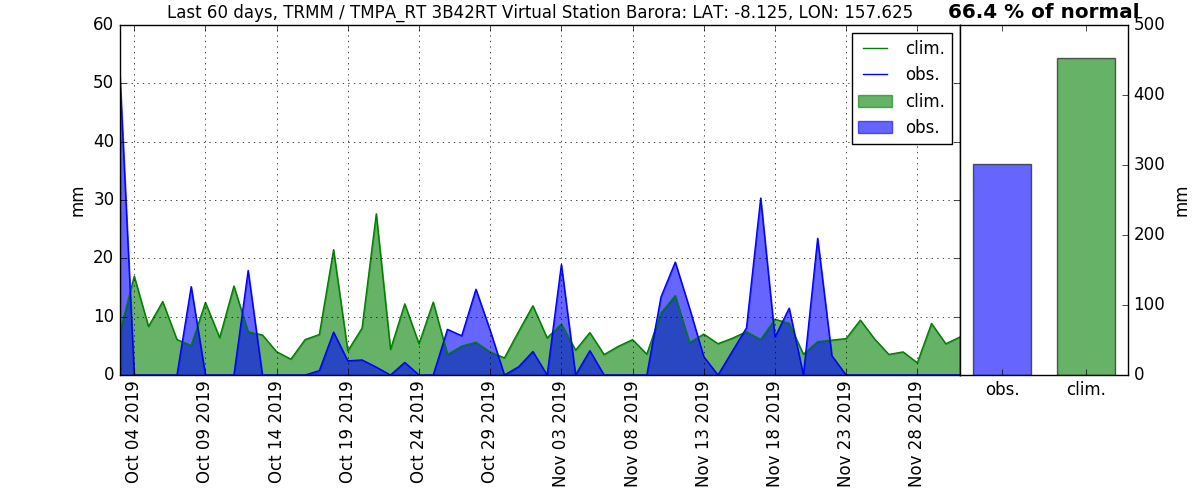 Last 60 days, TRMM / TMPA_RT 3B42RT Virtual Station Barora: LAT: -8.125, LON: 157.625
66.4 % of normal
60
50
40
30
20
10
0
mm
clim.
obs.
clim.
obs.
500
400
300
200
100
0
mm
obs.
clim.
Oct 04 2019
Oct 09 2019
Oct 14 2019
Oct 19 2019
Oct 24 2019
Oct 29 2019
Nov 03 2019
Nov 08 2019
Nov 13 2019
Nov 18 2019
Nov 23 2019
Nov 28 2019